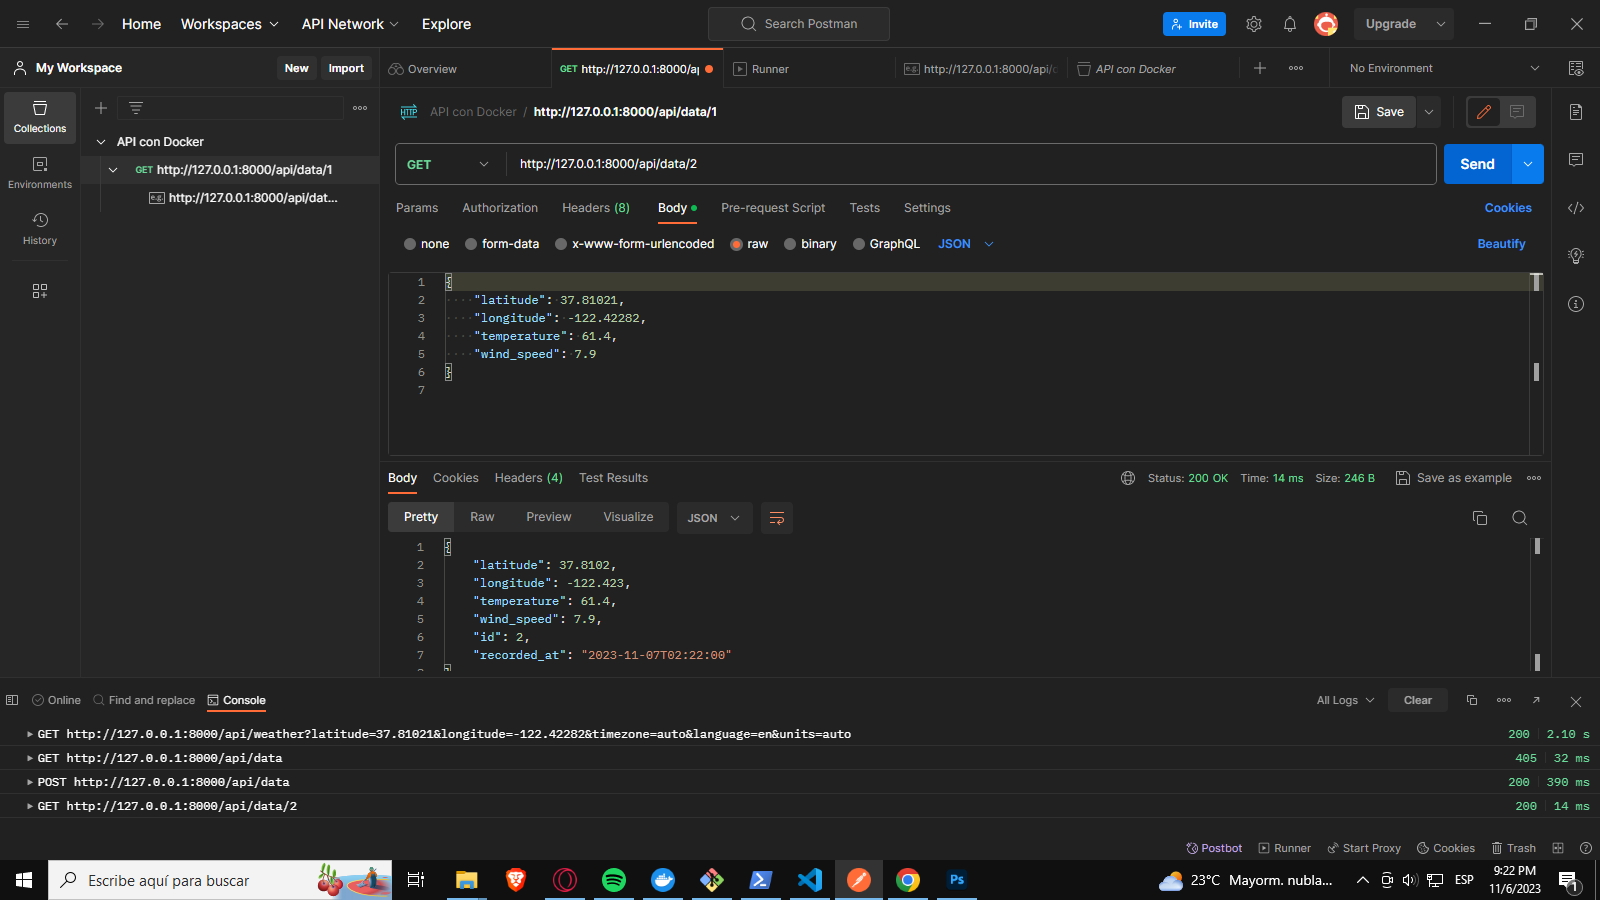 Home Workspaces API Network Explore Search Postman Invite Upgrade
My Workspace New Import Overview GET http://127.0.0.1:8000/a Runner http://127.0.0.1:8000/api/ API con Docker No Environment
API con Docker / http://127.0.0.1:8000/api/data/1 Save
Collections
Environments
History
API con Docker
GET http://127.0.0.1:8000/api/data/1
e.g. http://127.0.0.1:8000/api/dat...
GET http://127.0.0.1:8000/api/data/2 Send
Params Authorization Headers (8) Body Pre-request Script Tests Settings Cookies
none form-data x-www-form-urlencoded raw binary GraphQL JSON Beautify
1 {
2 "latitude": 37.81021,
3 "longitude": -122.42282,
4 "temperature": 61.4,
5 "wind_speed": 7.9
6 }
7
Body Cookies Headers (4) Test Results Status: 200 OK Time: 14 ms Size: 246 B Save as example
Pretty Raw Preview Visualize JSON
1 {
2 "latitude": 37.8102,
3 "longitude": -122.423,
4 "temperature": 61.4,
5 "wind_speed": 7.9,
6 "id": 2,
7 "recorded_at": "2023-11-07T02:22:00"
Online Find and replace Console All Logs Clear
GET http://127.0.0.1:8000/api/weather?latitude=37.81021&longitude=-122.42282&timezone=auto&language=en&units=auto 200 2.10 s
GET http://127.0.0.1:8000/api/data 405 32 ms
POST http://127.0.0.1:8000/api/data 200 390 ms
GET http://127.0.0.1:8000/api/data/2 200 14 ms
Postbot Runner Start Proxy Cookies Trash
Escribe aquí para buscar Ps 23°C Mayorm. nubla... ESP 9:22 PM
11/6/2023 1